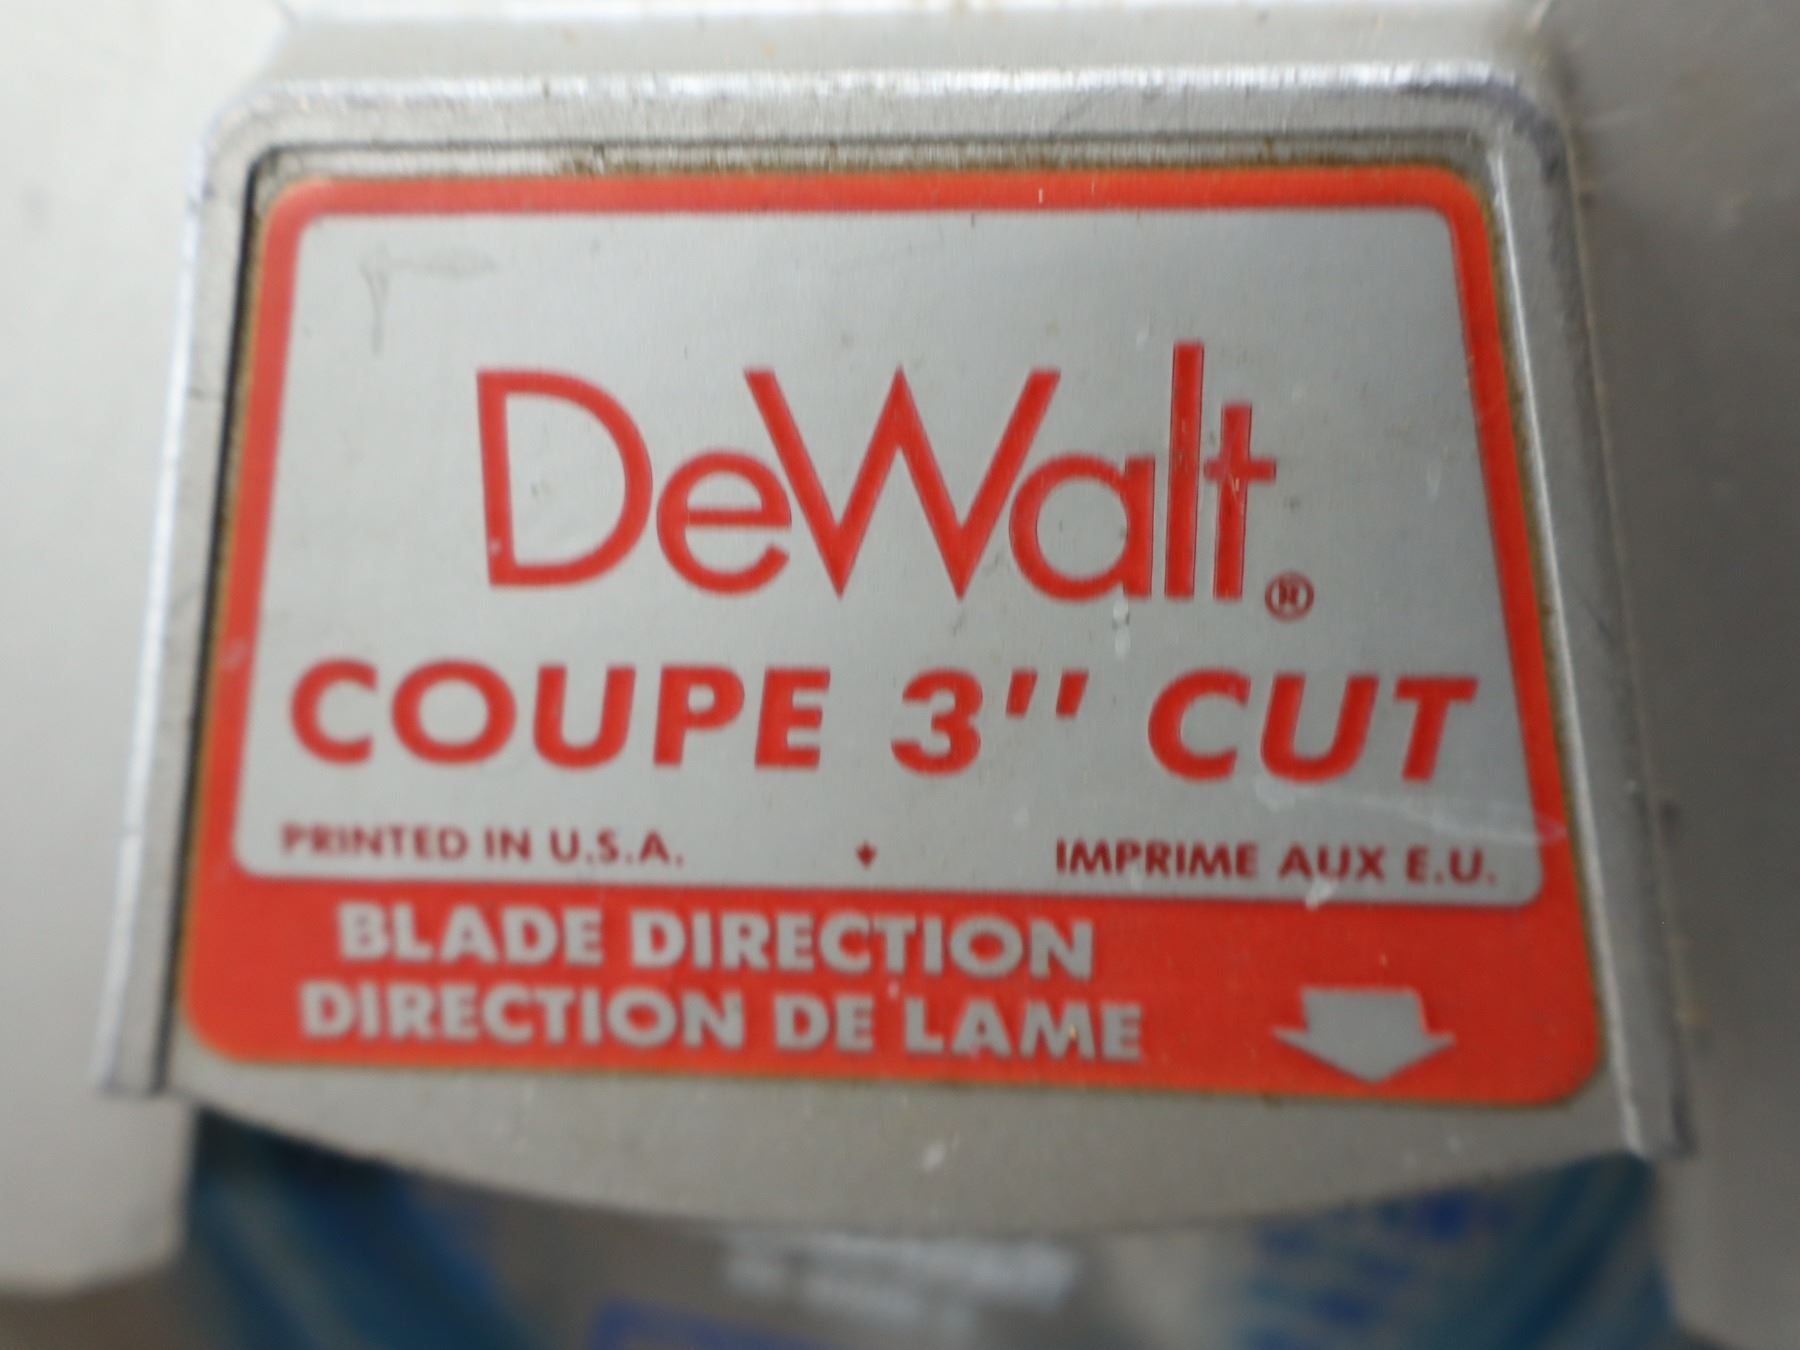 DeWalt®
COUPE 3" CUT
PRINTED IN U.S.A. IMPRIME AUX E.U.
BLADE DIRECTION
DIRECTION DE LAME